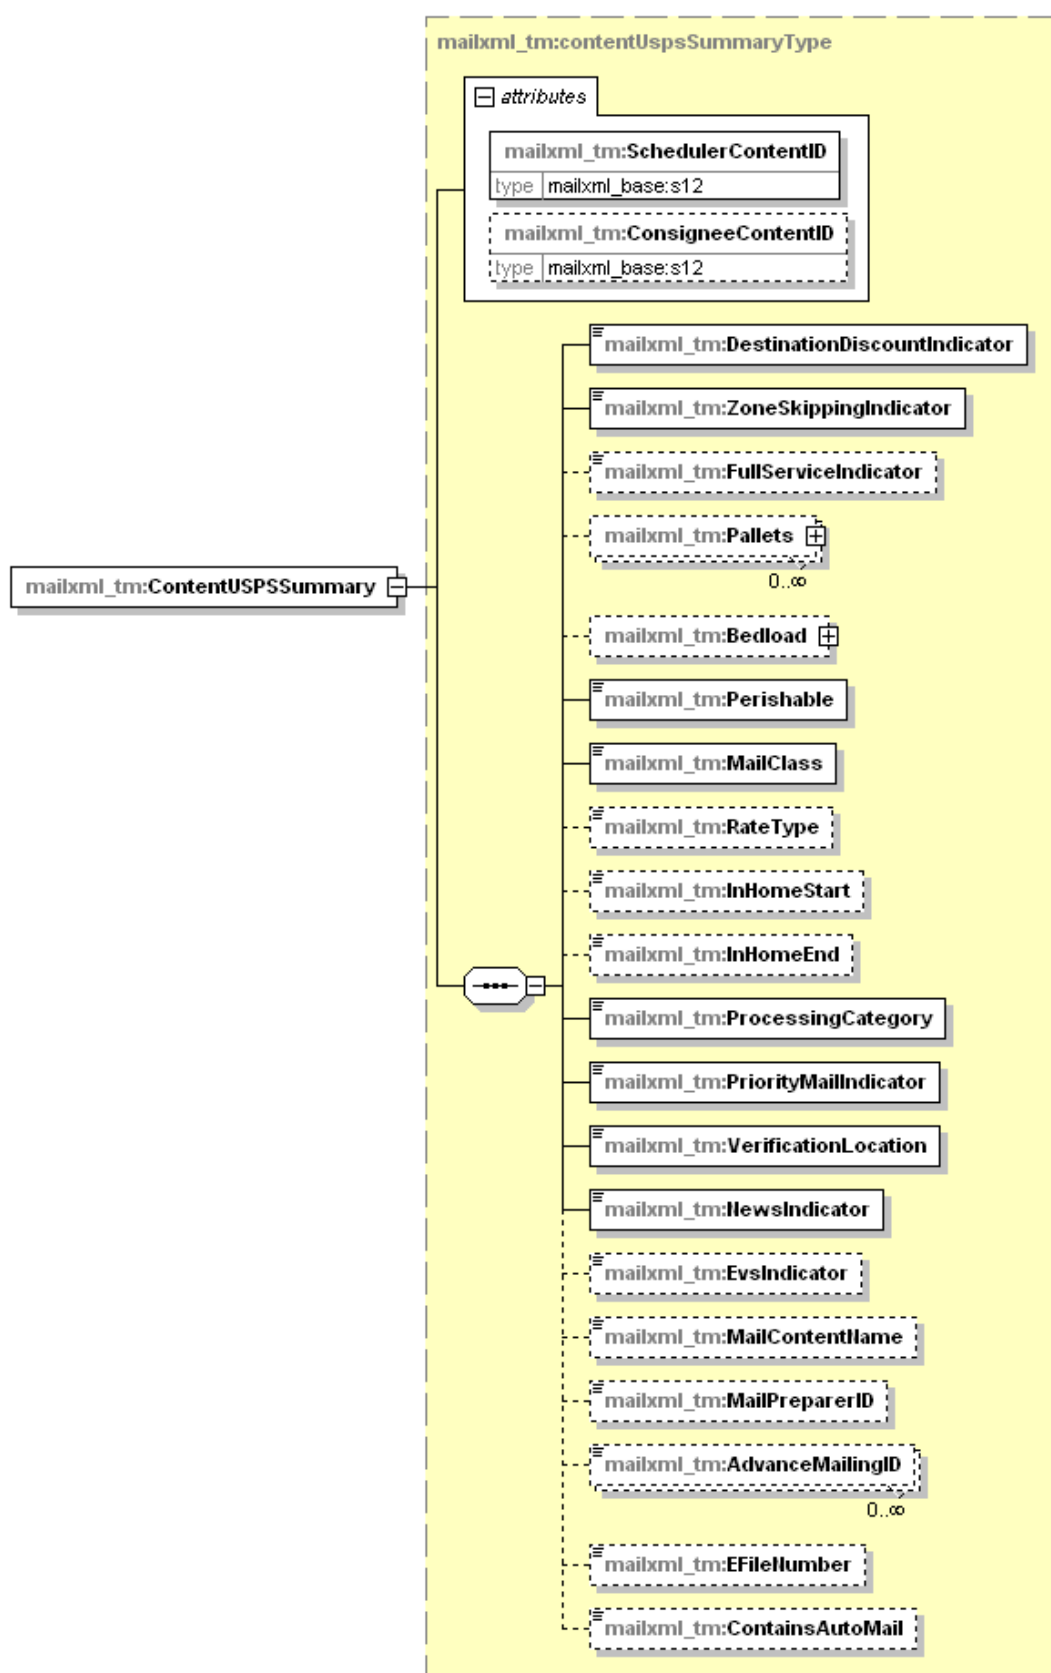 mailxml_tm:contentUspsSummaryType
attributes
mailxml_tm:SchedulerContentID
type mailxml_base:s12
mailxml_tm:ConsigneeContentID
type mailxml_base:s12
mailxml_tm:DestinationDiscountIndicator
mailxml_tm:ZoneSkippingIndicator
mailxml_tm:FullServiceIndicator
mailxml_tm:Pallets
0..∞
mailxml_tm:ContentUSPSSummary
mailxml_tm:Bedload
mailxml_tm:Perishable
mailxml_tm:MailClass
mailxml_tm:RateType
mailxml_tm:InHomeStart
mailxml_tm:InHomeEnd
mailxml_tm:ProcessingCategory
mailxml_tm:PriorityMailIndicator
mailxml_tm:VerificationLocation
mailxml_tm:NewsIndicator
mailxml_tm:EvsIndicator
mailxml_tm:MailContentName
mailxml_tm:MailPreparerID
mailxml_tm:AdvanceMailingID
0..∞
mailxml_tm:EFileNumber
mailxml_tm:ContainsAutoMail